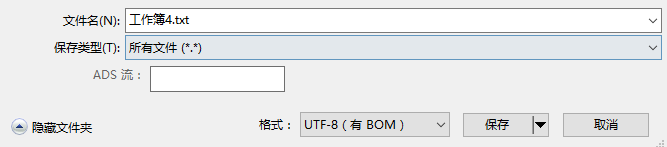 文件名(N): 工作簿4.txt
保存类型(T): 所有文件 (*.*)
ADS 流：
隐藏文件夹 格式： UTF-8（有 BOM） 保存 取消